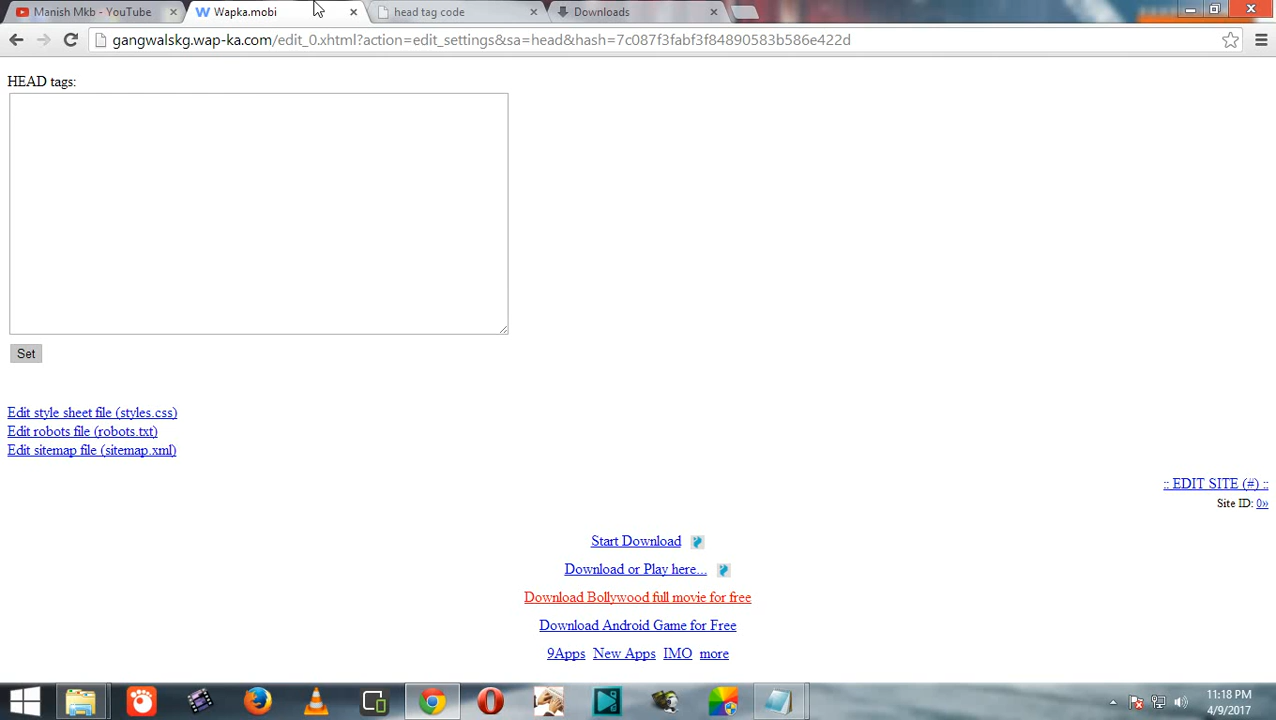 Manish Mkb - YouTube
Wapka.mobi
head tag code
Downloads
gangwalskg.wap-ka.com/edit_0.xhtml?action=edit_settings&sa=head&hash=7c087f3fabf3f84890583b586e422d
HEAD tags:
Set
Edit style sheet file (styles.css)
Edit robots file (robots.txt)
Edit sitemap file (sitemap.xml)
:: EDIT SITE (#) ::
Site ID: 0»
Start Download
Download or Play here...
Download Bollywood full movie for free
Download Android Game for Free
9Apps New Apps IMO more
11:18 PM
4/9/2017